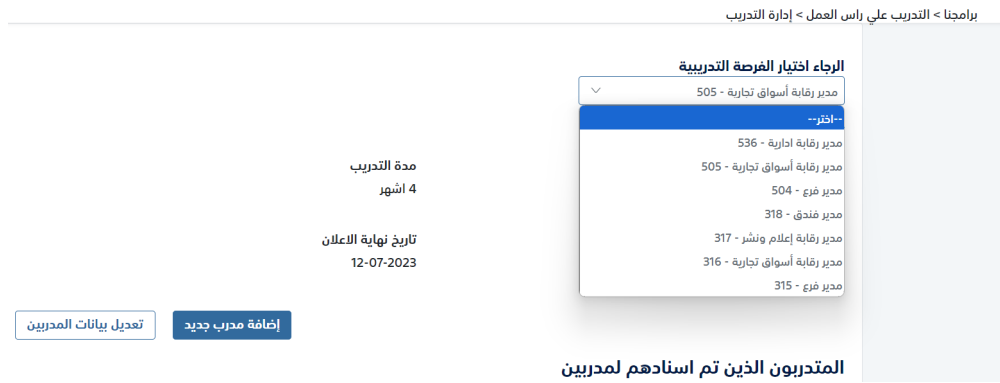 برامجنا > التدريب علي راس العمل > إدارة التدريب
الرجاء اختيار الفرصة التدريبية
مدير رقابة أسواق تجارية - 505
--اختر--
مدير رقابة ادارية - 536
مدير رقابة أسواق تجارية - 505
مدير فرع - 504
مدير فندق - 318
مدير رقابة إعلام ونشر - 317
مدير رقابة أسواق تجارية - 316
مدير فرع - 315
مدة التدريب
4 اشهر
تاريخ نهاية الاعلان
12-07-2023
إضافة مدرب جديد
تعديل بيانات المدربين
المتدربون الذين تم اسنادهم لمدربين